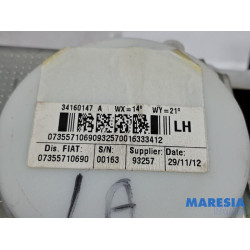 34160147 A WX=14° WY=21°
07355710690932570016333412
LH
Dis. FIAT: S/N: Supplier: Date:
07355710690 00163 93257 29/11/12
MARESIA